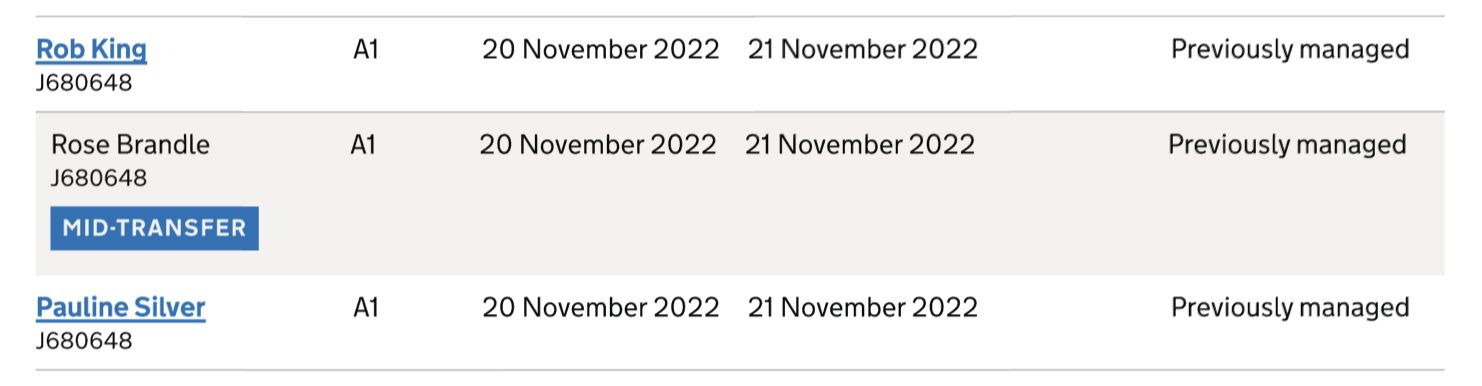 Rob King A1 20 November 2022 21 November 2022 Previously managed
J680648
Rose Brandle A1 20 November 2022 21 November 2022 Previously managed
J680648
MID-TRANSFER
Pauline Silver A1 20 November 2022 21 November 2022 Previously managed
J680648